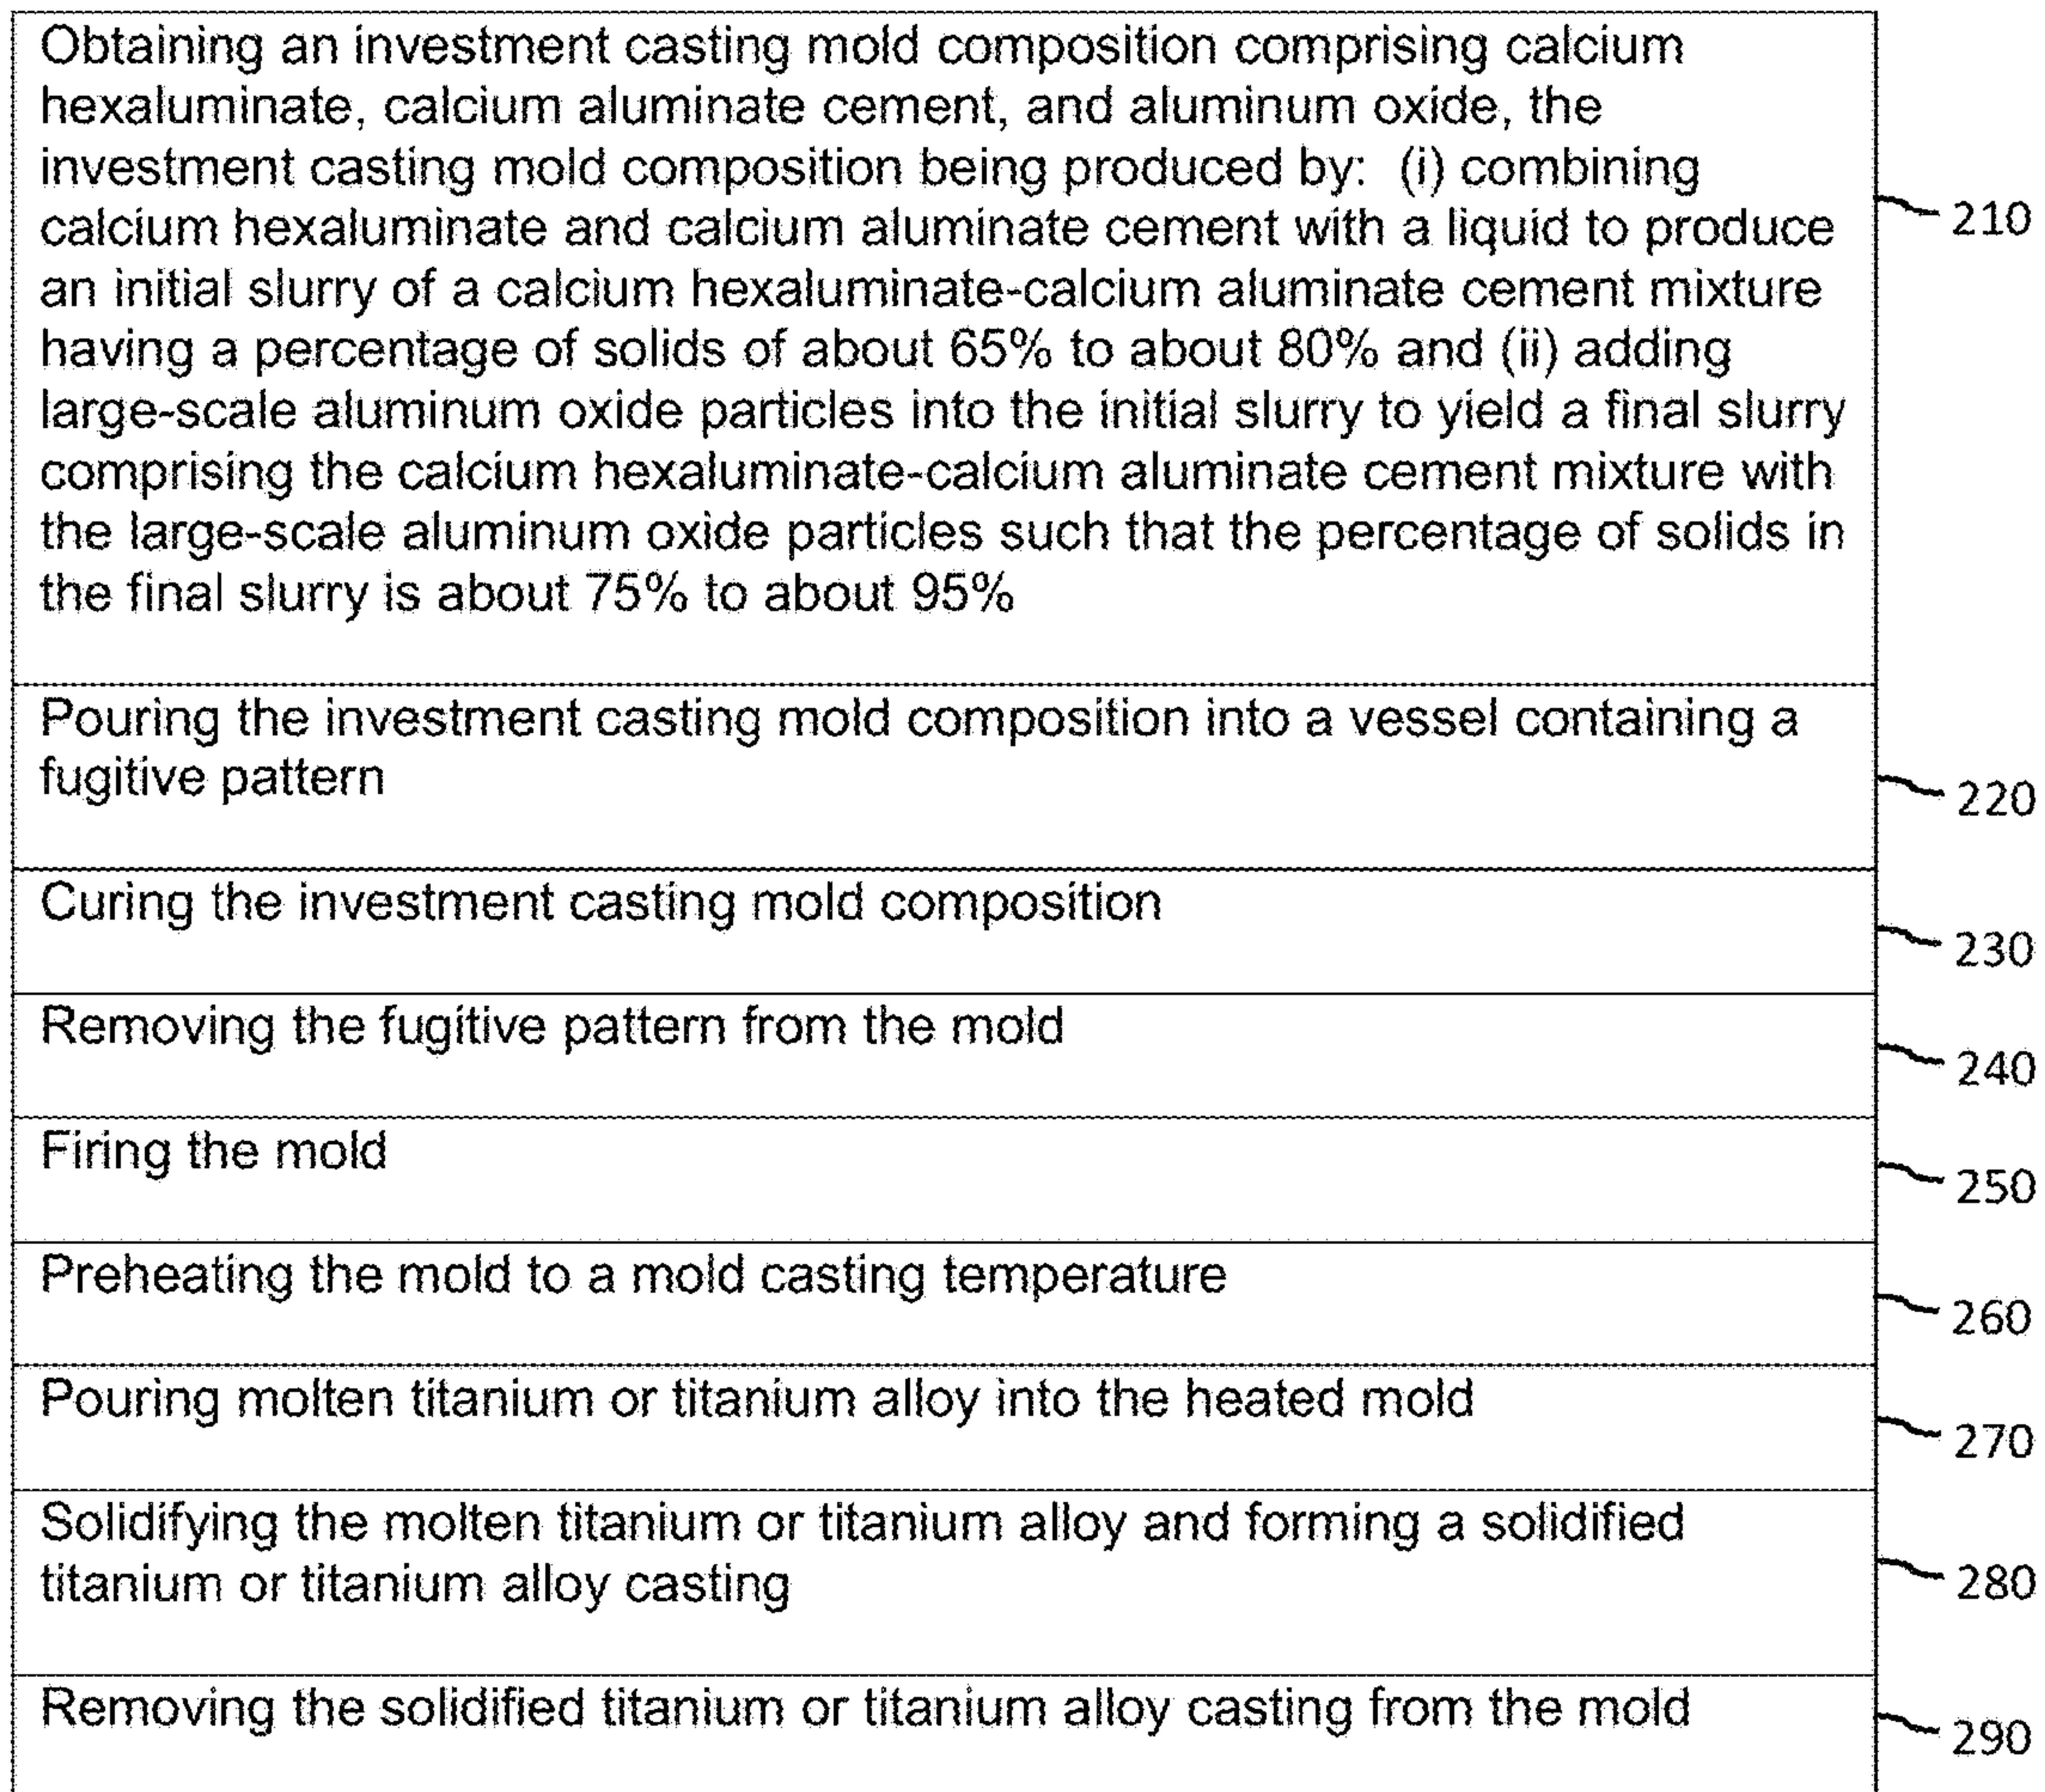 Obtaining an investment casting mold composition comprising calcium
hexaluminate, calcium aluminate cement, and aluminum oxide, the
investment casting mold composition being produced by:  (i) combining
calcium hexaluminate and calcium aluminate cement with a liquid to produce
an initial slurry of a calcium hexaluminate-calcium aluminate cement mixture
having a percentage of solids of about 65% to about 80% and (ii) adding
large-scale aluminum oxide particles into the initial slurry to yield a final slurry
comprising the calcium hexaluminate-calcium aluminate cement mixture with
the large-scale aluminum oxide particles such that the percentage of solids in
the final slurry is about 75% to about 95%
210
Pouring the investment casting mold composition into a vessel containing a
fugitive pattern
220
Curing the investment casting mold composition
230
Removing the fugitive pattern from the mold
240
Firing the mold
250
Preheating the mold to a mold casting temperature
260
Pouring molten titanium or titanium alloy into the heated mold
270
Solidifying the molten titanium or titanium alloy and forming a solidified
titanium or titanium alloy casting
280
Removing the solidified titanium or titanium alloy casting from the mold
290